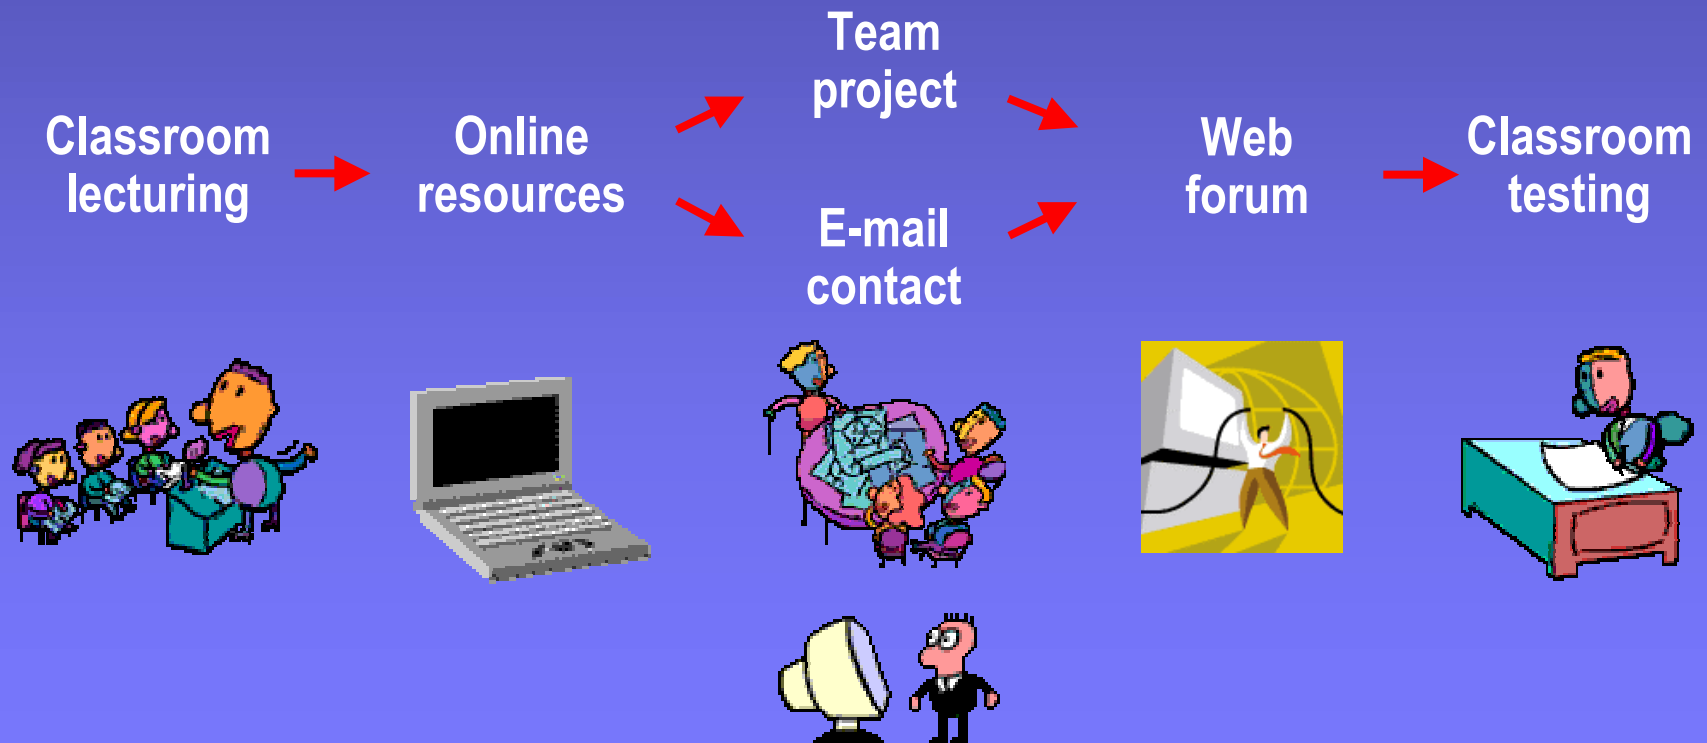 Classroom
lecturing
Online
resources
Team
project
E-mail
contact
Web
forum
Classroom
testing